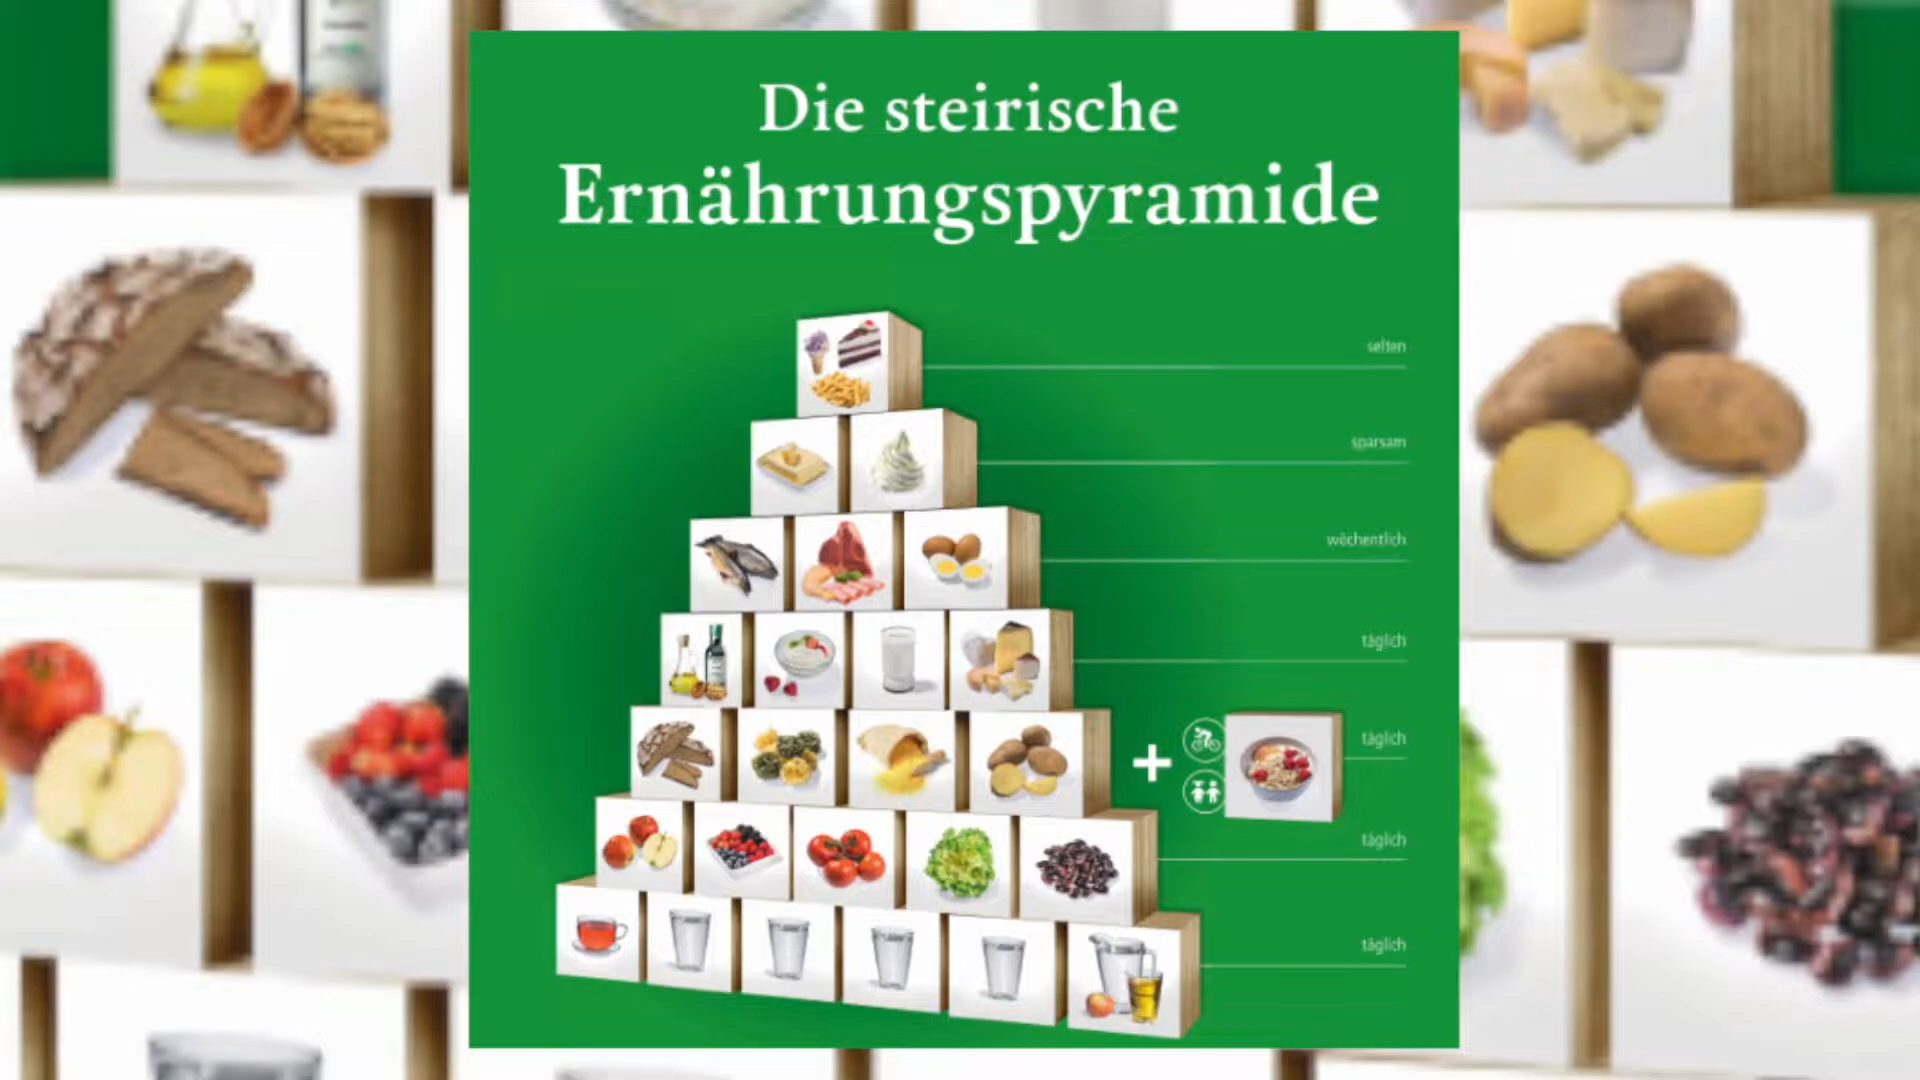 Die steirische
Ernährungspyramide
selten
sparsam
wöchentlich
täglich
täglich
täglich
täglich